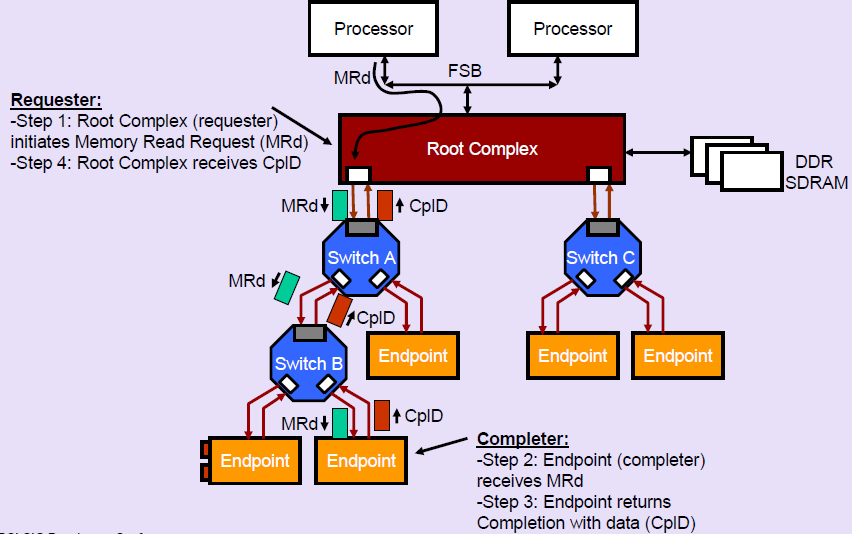 Processor
Processor
MRd
FSB
Requester:
-Step 1: Root Complex (requester)
initiates Memory Read Request (MRd)
-Step 4: Root Complex receives CplD
Root Complex
DDR
SDRAM
MRd
CplD
Switch A
Switch C
MRd
CplD
Endpoint
Endpoint
Endpoint
Switch B
MRd
CplD
Endpoint
Endpoint
Completer:
-Step 2: Endpoint (completer)
receives MRd
-Step 3: Endpoint returns
Completion with data (CplD)